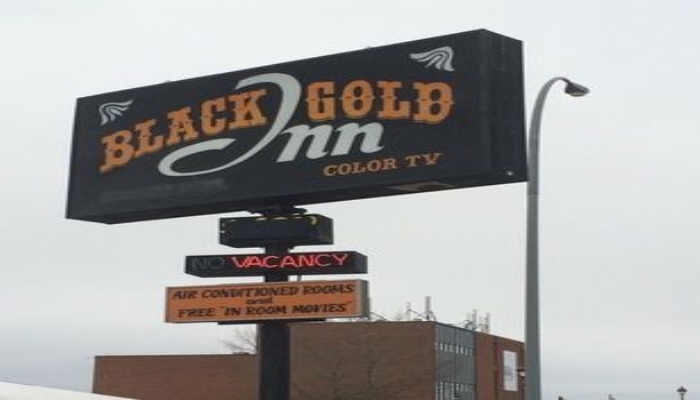 BLACK GOLD
Inn
COLOR TV
NO VACANCY
AIR CONDITIONED ROOMS
and
FREE "IN ROOM MOVIES"